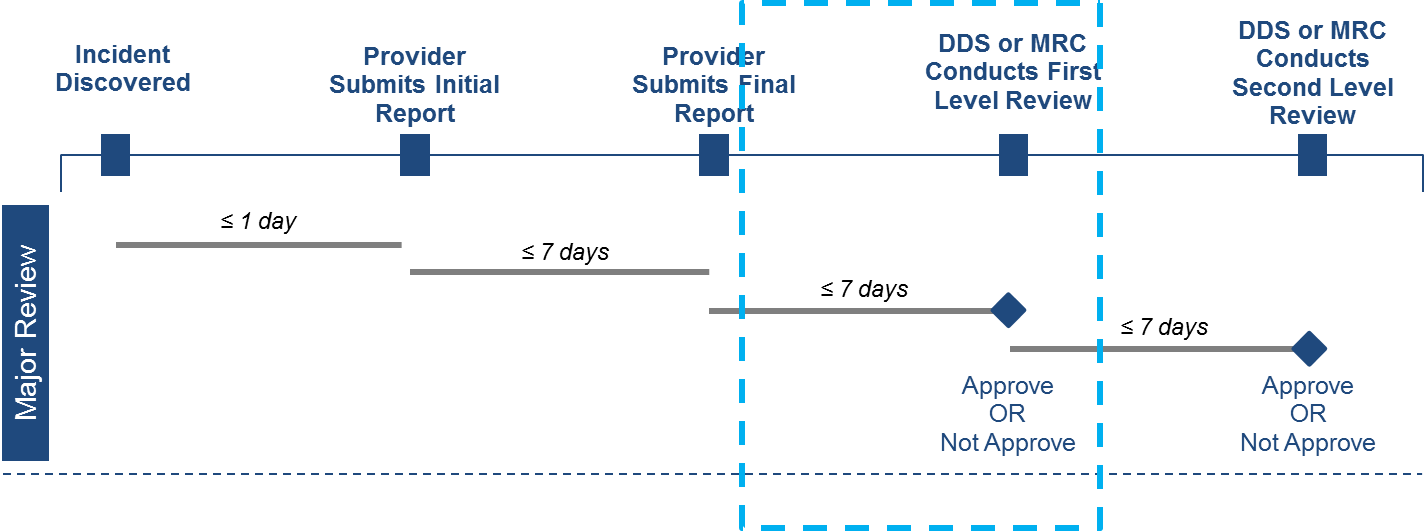 Incident
Discovered
Provider
Submits Initial
Report
Provider
Submits Final
Report
DDS or MRC
Conducts First
Level Review
DDS or MRC
Conducts
Second Level
Review
Major Review
≤ 1 day
≤ 7 days
≤ 7 days
≤ 7 days
Approve
OR
Not Approve
Approve
OR
Not Approve